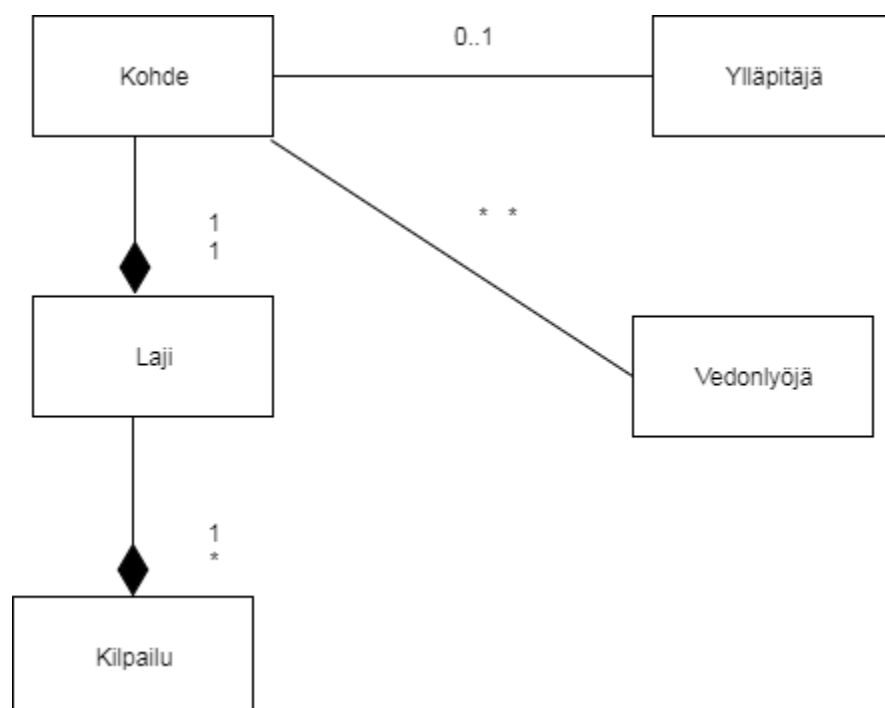 Kohde
0..1
Ylläpitäjä
* *
1
1
Laji
Vedonlyöjä
1
*
Kilpailu